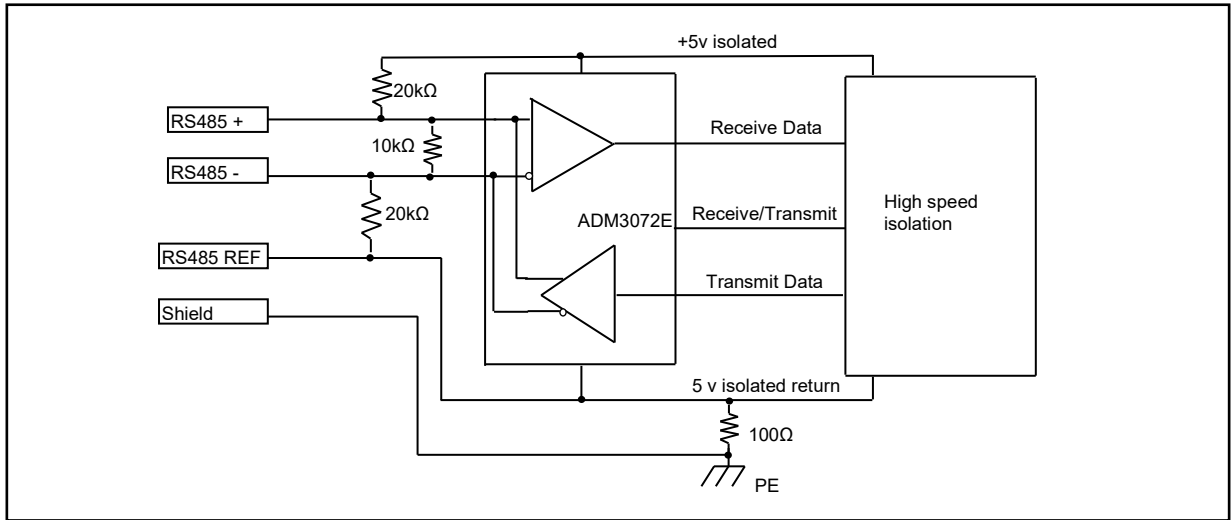 +5v isolated
20kΩ
RS485 +
10kΩ
Receive Data
RS485 -
High speed
isolation
20kΩ
ADM3072E
Receive/Transmit
RS485 REF
Transmit Data
Shield
5 v isolated return
100Ω
PE